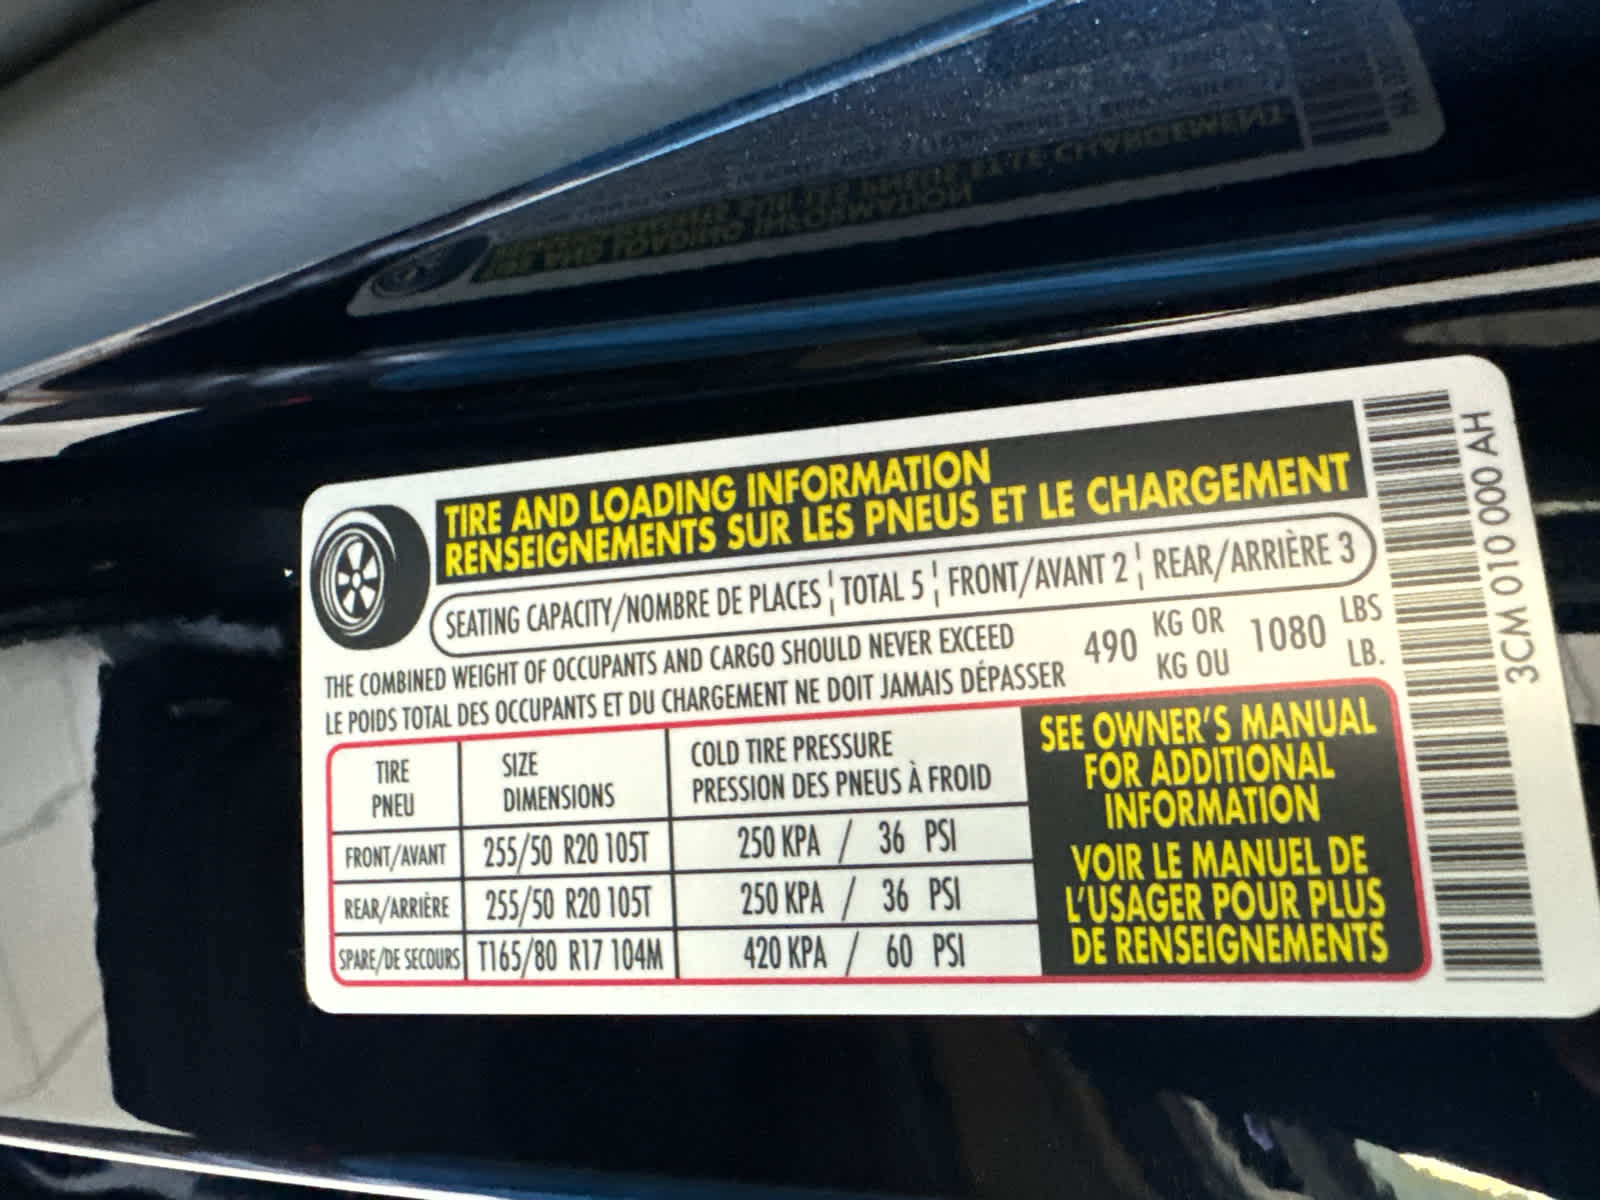 TIRE AND LOADING INFORMATION
RENSEIGNEMENTS SUR LES PNEUS ET LE CHARGEMENT
SEATING CAPACITY/NOMBRE DE PLACES ¦ TOTAL 5 ¦ FRONT/AVANT 2 ¦ REAR/ARRIÈRE 3
THE COMBINED WEIGHT OF OCCUPANTS AND CARGO SHOULD NEVER EXCEED
LE POIDS TOTAL DES OCCUPANTS ET DU CHARGEMENT NE DOIT JAMAIS DÉPASSER
490 KG OR 1080 LBS
KG OU LB.
TIRE SIZE COLD TIRE PRESSURE
PNEU DIMENSIONS PRESSION DES PNEUS À FROID
FRONT/AVANT 255/50 R20 105T 250 KPA / 36 PSI
REAR/ARRIÈRE 255/50 R20 105T 250 KPA / 36 PSI
SPARE/DE SECOURS T165/80 R17 104M 420 KPA / 60 PSI
SEE OWNER'S MANUAL
FOR ADDITIONAL
INFORMATION
VOIR LE MANUEL DE
L'USAGER POUR PLUS
DE RENSEIGNEMENTS
3CM 010 000 AH